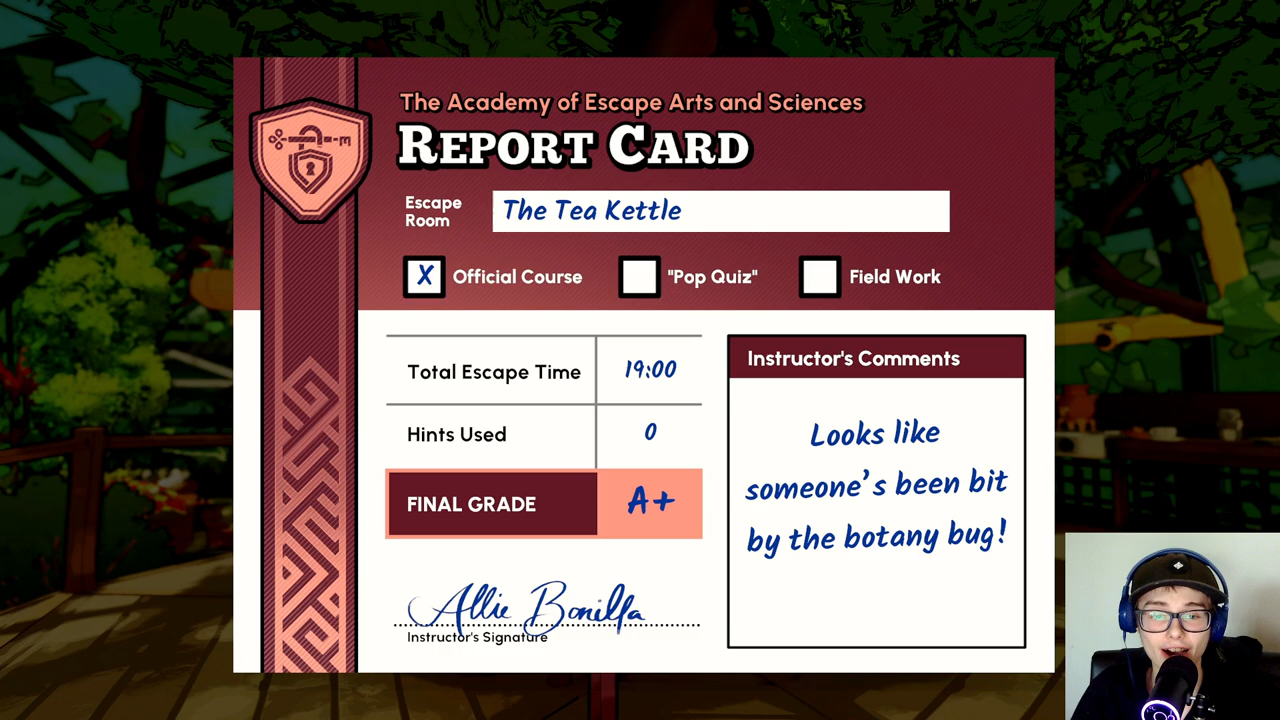 The Academy of Escape Arts and Sciences
REPORT CARD
Escape
Room
The Tea Kettle
X Official Course
"Pop Quiz"
Field Work
Total Escape Time
19:00
Hints Used
0
FINAL GRADE
A+
Allie Bonilla
Instructor's Signature
Instructor's Comments
Looks like
someone's been bit
by the botany bug!